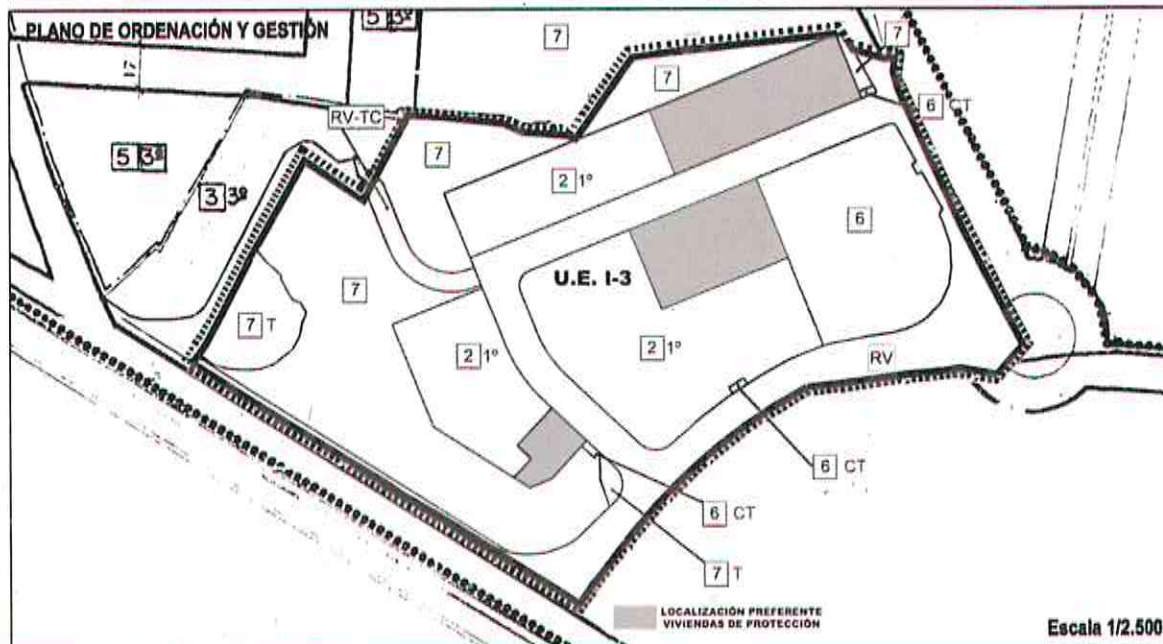 PLANO DE ORDENACIÓN Y GESTIÓN
5 3º
7
7
7
17
RV-TC
6 CT
5 3º
7
2 1º
3 3º
6
U.E. I-3
7
7 T
2 1º
2 1º
RV
6 CT
6 CT
7 T
LOCALIZACIÓN PREFERENTE
VIVIENDAS DE PROTECCIÓN
Escala 1/2.500